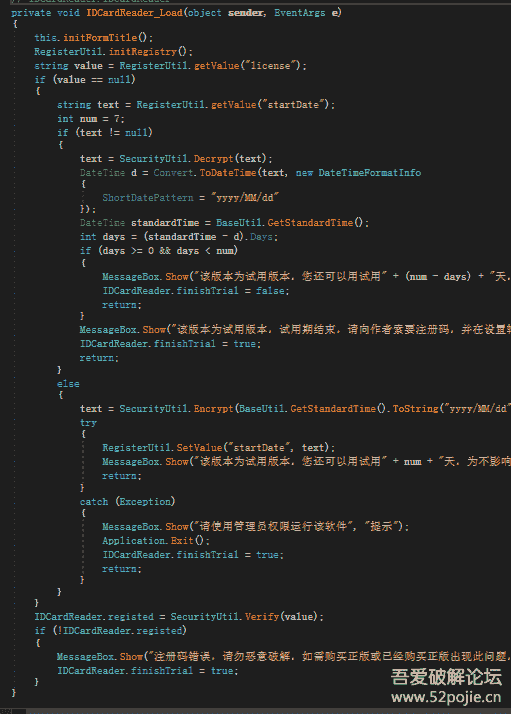 private void IDCardReader_Load(object sender, EventArgs e)
{
this.initFormTitle();
RegisterUtil.initRegistry();
string value = RegisterUtil.getValue("license");
if (value == null)
{
string text = RegisterUtil.getValue("startDate");
int num = 7;
if (text != null)
{
text = SecurityUtil.Decrypt(text);
DateTime d = Convert.ToDateTime(text, new DateTimeFormatInfo
{
ShortDatePattern = "yyyy/MM/dd"
});
DateTime standardTime = BaseUtil.GetStandardTime();
int days = (standardTime - d).Days;
if (days >= 0 && days < num)
{
MessageBox.Show("该版本为试用版本，您还可以用试用" + (num - days) + "天，
IDCardReader.finishTrial = false;
return;
}
MessageBox.Show("该版本为试用版本，试用期结束，请向作者索要注册码，并在设置
IDCardReader.finishTrial = true;
return;
}
else
{
text = SecurityUtil.Encrypt(BaseUtil.GetStandardTime().ToString("yyyy/MM/dd"
try
{
RegisterUtil.SetValue("startDate", text);
MessageBox.Show("该版本为试用版本，您还可以用试用" + num + "天，为不影响
return;
}
catch (Exception)
{
MessageBox.Show("请使用管理员权限运行该软件", "提示");
Application.Exit();
IDCardReader.finishTrial = true;
return;
}
}
}
IDCardReader.registed = SecurityUtil.Verify(value);
if (!IDCardReader.registed)
{
MessageBox.Show("注册码错误，请勿恶意破解，如需购买正版或已经购买正版出现此问题，
IDCardReader.finishTrial = true;
}
}
吾爱破解论坛
www.52pojie.cn